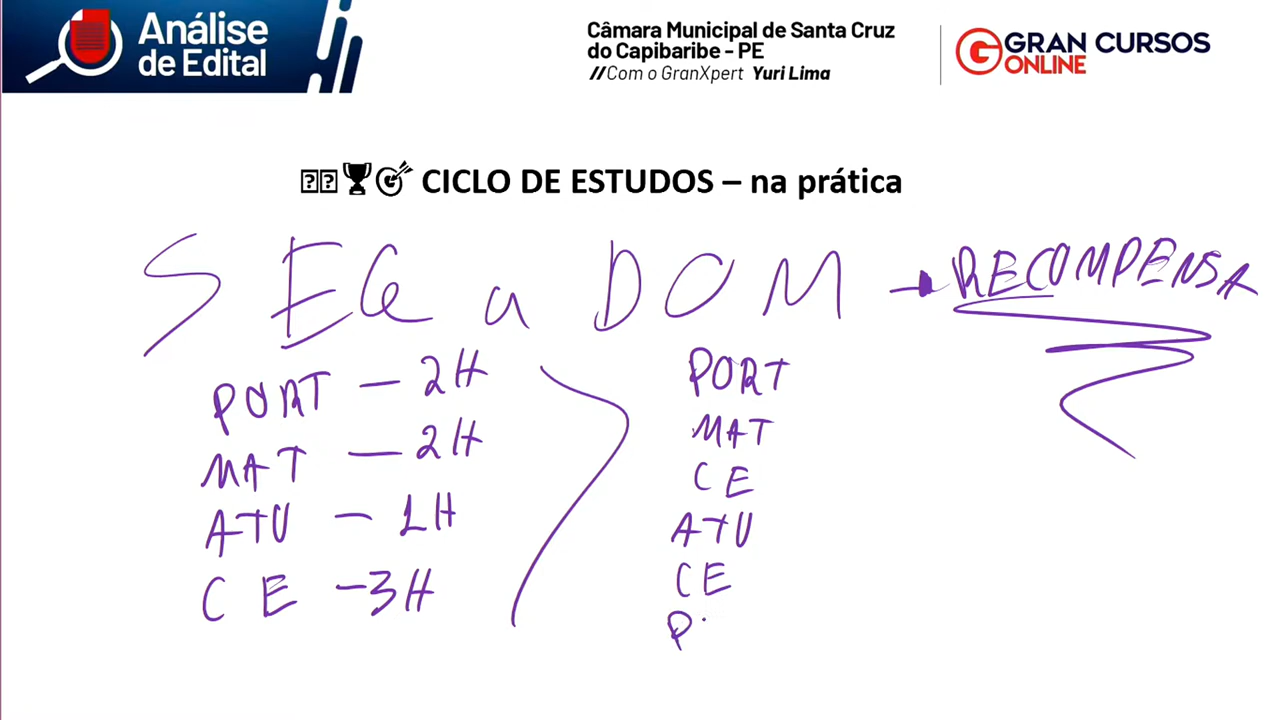 Análise
de Edital
Câmara Municipal de Santa Cruz
do Capibaribe - PE
//Com o GranXpert Yuri Lima
G GRAN CURSOS
ONLINE
CICLO DE ESTUDOS – na prática
SEG a DOM → RECOMPENSA
PORT — 2H
MAT — 2H
ATU — 1H
CE — 3H
PORT
MAT
CE
ATU
CE
P